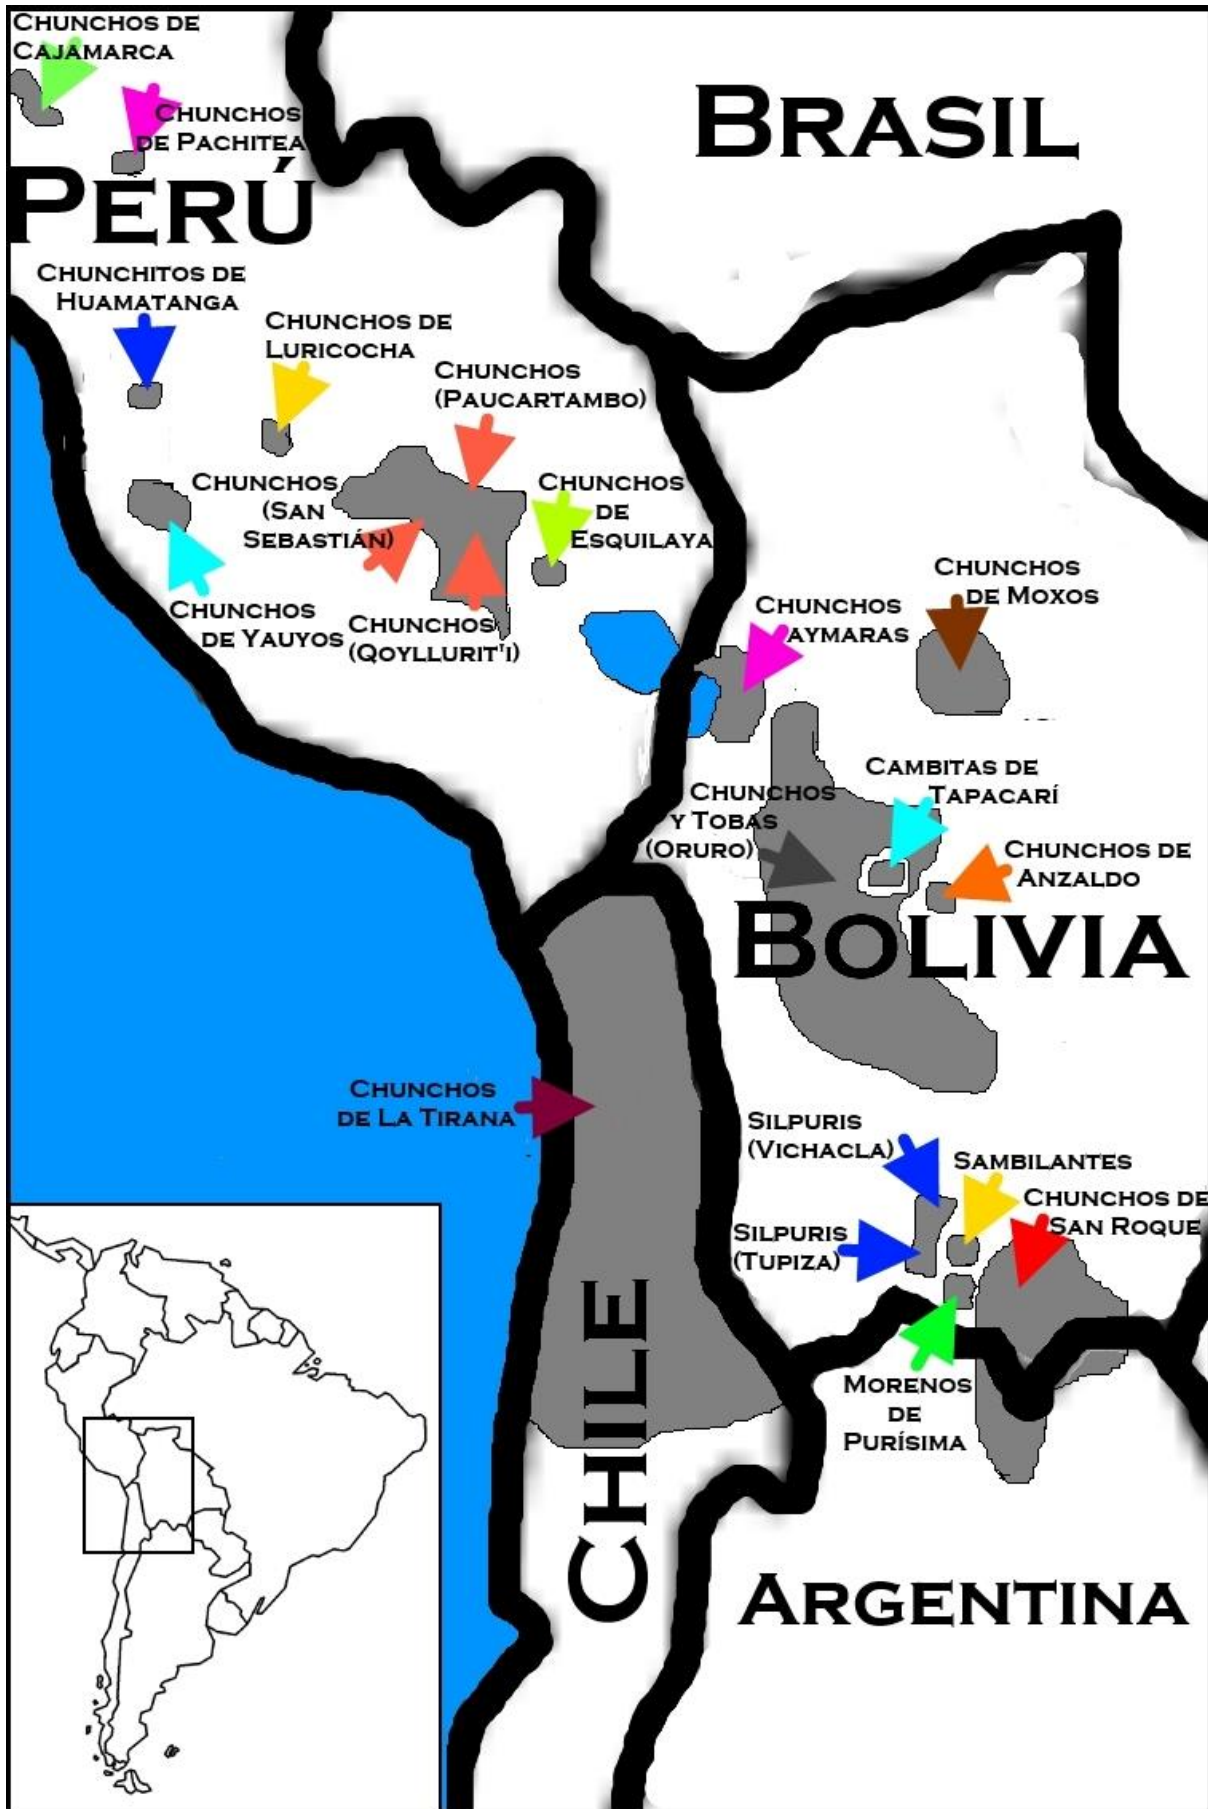 Chunchos de
Cajamarca
Chunchos
de Pachitea
Brasil
Perú
Chunchitos de
Huamatanga
Chunchos de
Luricocha
Chunchos
(Paucartambo)
Chunchos
(San
Sebastián)
Chunchos
de
Esquilaya
Chunchos
de Yauyos
Chunchos
(Qoyllurit'i)
Chunchos
Aymaras
Chunchos
de Moxos
Chunchos
y Tobas
(Oruro)
Cambitas de
Tapacarí
Chunchos de
Anzaldo
Bolivia
Chunchos
de La Tirana
Silpuris
(Vichacla)
Sambilantes
Chunchos de
San Roque
Silpuris
(Tupiza)
Morenos
de
Purísima
Chile
Argentina